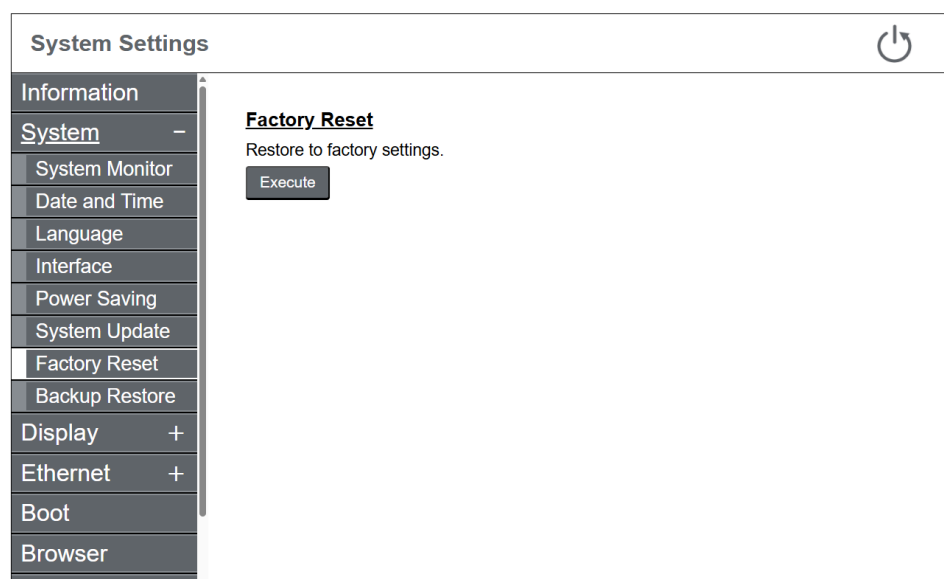 System Settings
Information
System −
System Monitor
Date and Time
Language
Interface
Power Saving
System Update
Factory Reset
Backup Restore
Display +
Ethernet +
Boot
Browser
Factory Reset
Restore to factory settings.
Execute